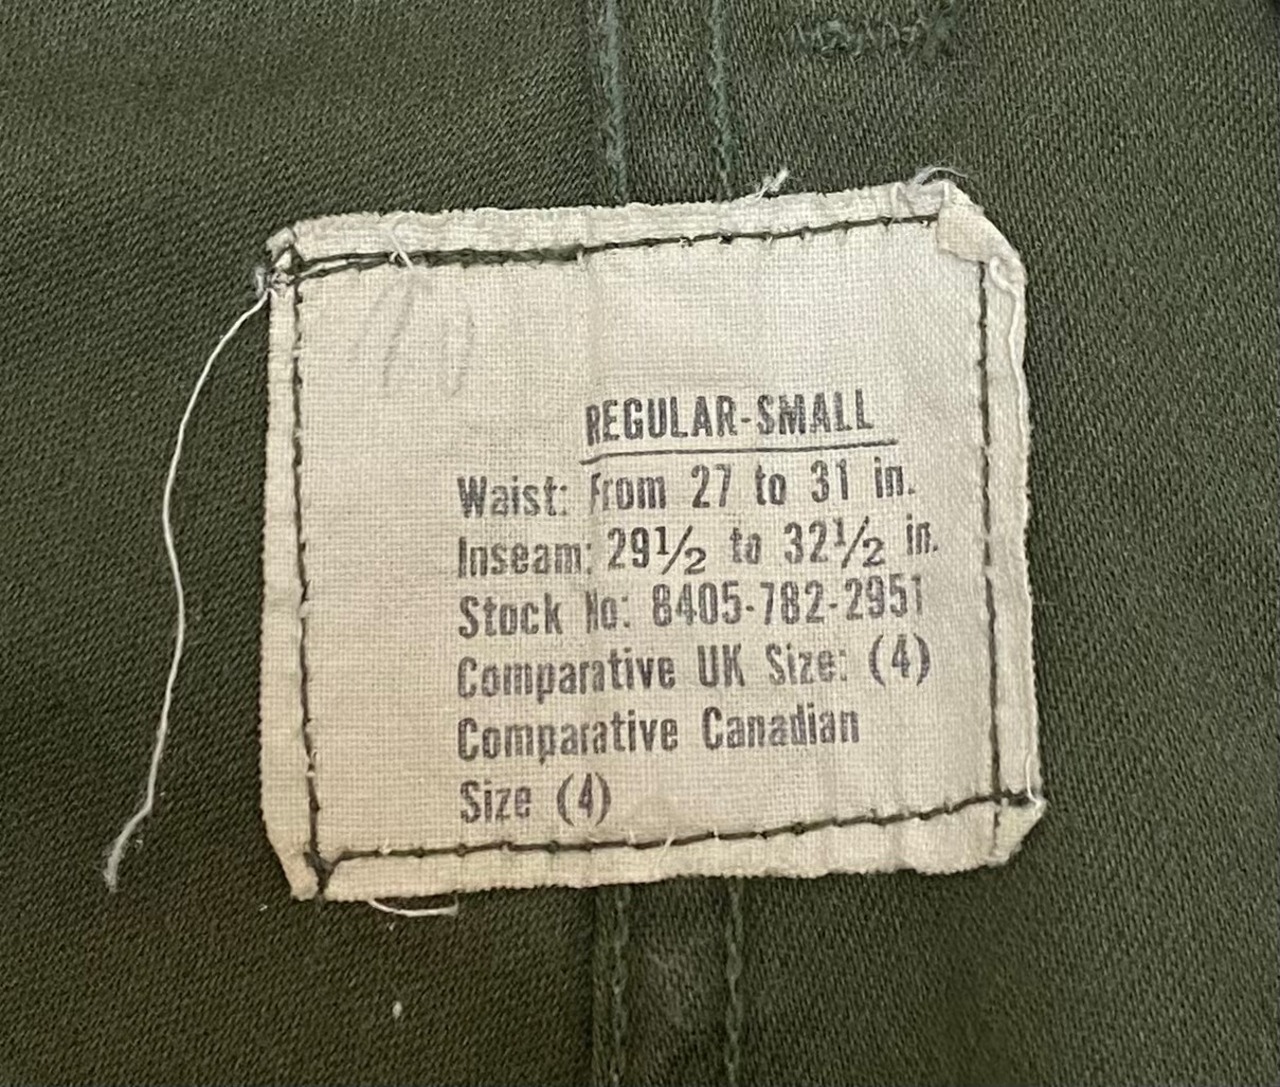 REGULAR-SMALL
Waist: From 27 to 31 in.
Inseam: 29½ to 32½ in.
Stock No: 8405-782-2951
Comparative UK Size: (4)
Comparative Canadian
Size (4)